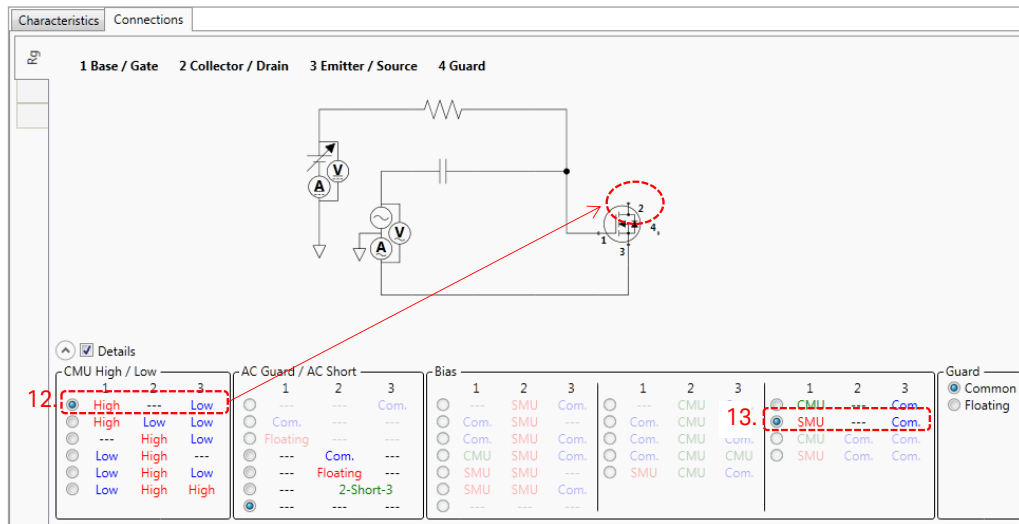 Characteristics Connections
Rg
1 Base / Gate 2 Collector / Drain 3 Emitter / Source 4 Guard
V
A
V
A
2
4
1
3
Details
CMU High / Low
1 2 3
12.
High --- Low
High Low Low
--- High Low
Low High ---
Low High Low
Low High High
AC Guard / AC Short
1 2 3
--- --- Com.
Com. --- ---
Floating --- ---
--- Com. ---
--- Floating ---
--- 2-Short-3
--- --- ---
Bias
1 2 3
--- SMU Com.
Com. SMU ---
Com. SMU Com.
CMU SMU Com.
SMU SMU ---
SMU SMU Com.
--- --- ---
1 2 3
--- CMU Com.
Com. CMU
Com. CMU Com.
Com. CMU CMU
SMU CMU Com.
13.
1 2 3
CMU --- Com.
SMU --- Com.
CMU Com. Com.
SMU Com. Com.
Guard
Common
Floating